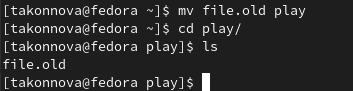 [takonnova@fedora ~]$ mv file.old play
[takonnova@fedora ~]$ cd play/
[takonnova@fedora play]$ ls
file.old
[takonnova@fedora play]$